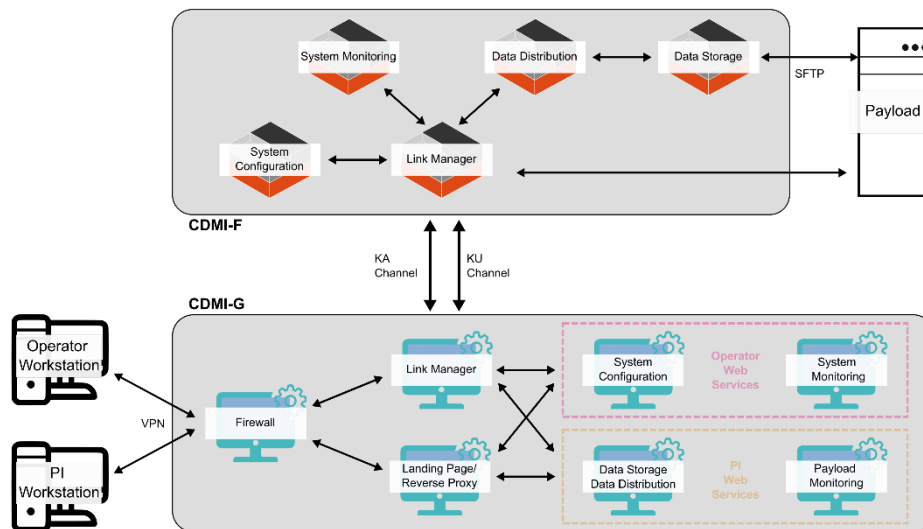 System Monitoring
Data Distribution
Data Storage
SFTP
Payload
System
Configuration
Link Manager
CDMI-F
KA
Channel
KU
Channel
CDMI-G
Operator
Workstation
VPN
PI
Workstation
Firewall
Link Manager
Landing Page/
Reverse Proxy
System
Configuration
Operator
Web
Services
System
Monitoring
Data Storage
Data Distribution
PI
Web
Services
Payload
Monitoring